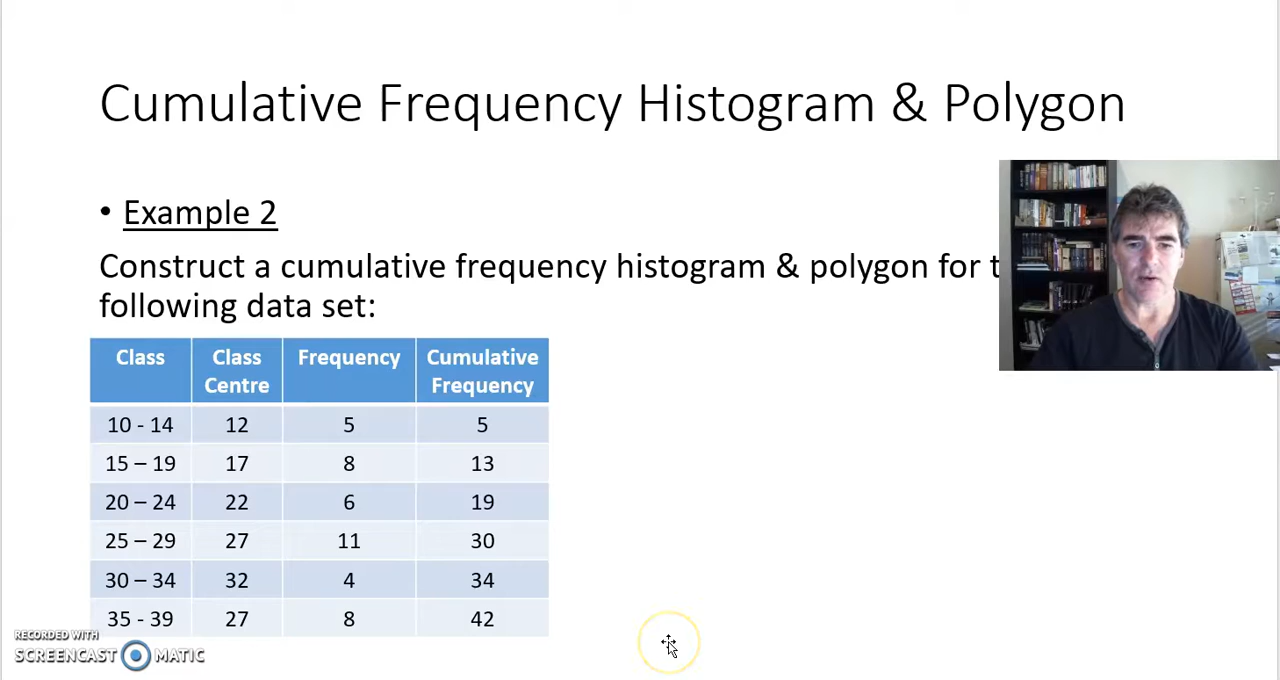 Cumulative Frequency Histogram & Polygon
• Example 2
Construct a cumulative frequency histogram & polygon for t
following data set:
Class Class Centre Frequency Cumulative Frequency
10 - 14 12 5 5
15 – 19 17 8 13
20 – 24 22 6 19
25 – 29 27 11 30
30 – 34 32 4 34
35 - 39 27 8 42
RECORDED WITH
SCREENCAST MATIC